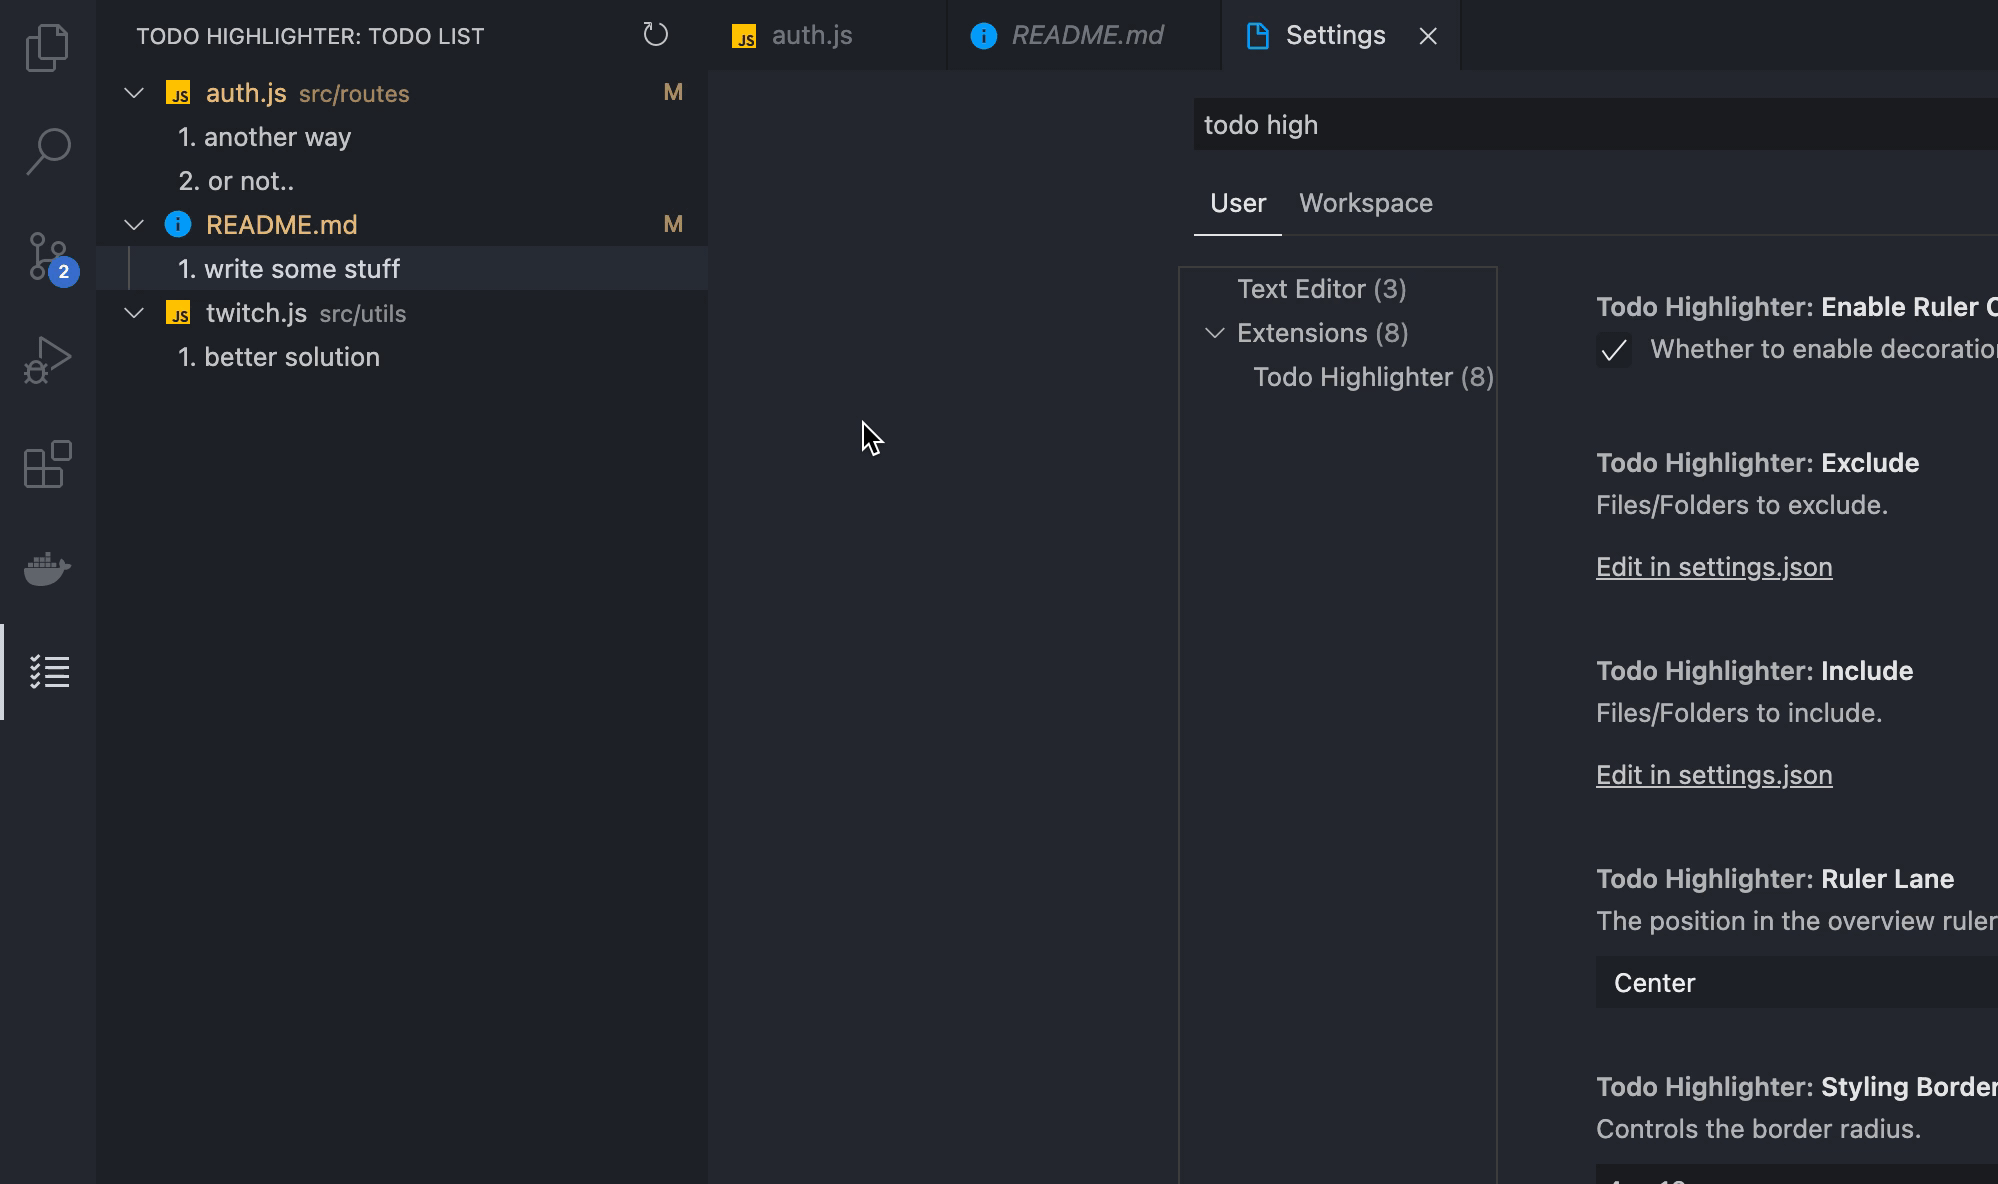 TODO HIGHLIGHTER: TODO LIST
JS auth.js src/routes M
1. another way
2. or not..
README.md M
1. write some stuff
JS twitch.js src/utils
1. better solution
2
JS auth.js
README.md
Settings
todo high
User Workspace
Text Editor (3)
Extensions (8)
Todo Highlighter (8)
Todo Highlighter: Enable Ruler
Whether to enable
Todo Highlighter: Exclude
Files/Folders to exclude.
Edit in settings.json
Todo Highlighter: Include
Files/Folders to include.
Edit in settings.json
Todo Highlighter: Ruler Lane
The position in the overview ruler
Center
Todo Highlighter: Styling Border
Controls the border radius.